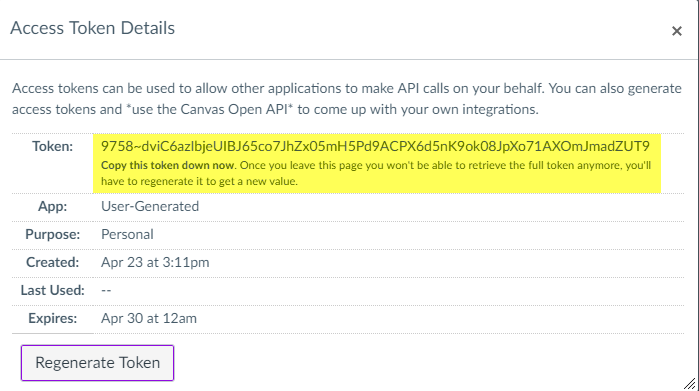 Access Token Details
×
Access tokens can be used to allow other applications to make API calls on your behalf. You can also generate
access tokens and *use the Canvas Open API* to come up with your own integrations.
Token: 9758~dviC6azlbjeUIBJ65co7JhZx05mH5Pd9ACPX6d5nK9ok08JpXo71AXOmJmadZUT9
Copy this token down now. Once you leave this page you won't be able to retrieve the full token anymore, you'll
have to regenerate it to get a new value.
App: User-Generated
Purpose: Personal
Created: Apr 23 at 3:11pm
Last Used: --
Expires: Apr 30 at 12am
Regenerate Token